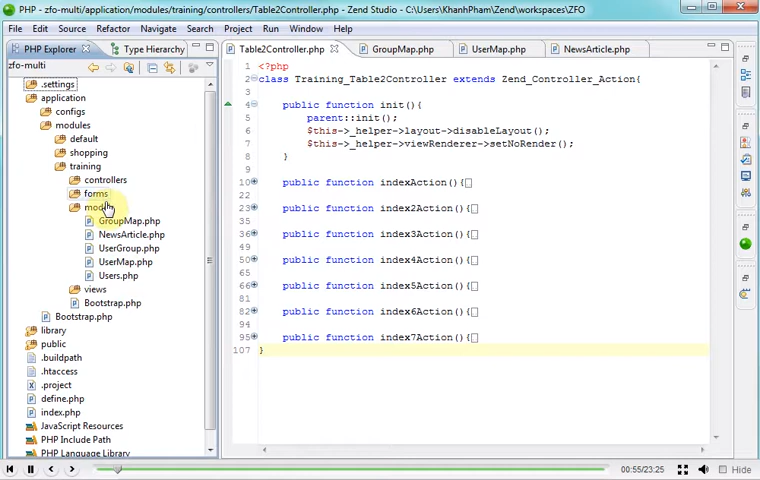 PHP - zfo-multi/application/modules/training/controllers/Table2Controller.php - Zend Studio - C:\Users\KhanhPham\Zend\workspaces\ZFO
File Edit Source Refactor Navigate Search Project Run Window Help
PHP Explorer
Type Hierarchy
zfo-multi
.settings
application
configs
modules
default
shopping
training
controllers
forms
GroupMap.php
NewsArticle.php
UserGroup.php
UserMap.php
Users.php
views
Bootstrap.php
Bootstrap.php
library
public
.buildpath
.htaccess
.project
define.php
index.php
JavaScript Resources
PHP Include Path
PHP Language Library
Table2Controller.php GroupMap.php UserMap.php NewsArticle.php
1 <?php
2 class Training_Table2Controller extends Zend_Controller_Action{
3
4 public function init(){
5 parent::init();
6 $this->_helper->layout->disableLayout();
7 $this->_helper->viewRenderer->setNoRender();
8 }
9
10 public function indexAction(){
22
23 public function index2Action(){
35
36 public function index3Action(){
49
50 public function index4Action(){
65
66 public function index5Action(){
81
82 public function index6Action(){
94
95 public function index7Action(){
107 }
00:55/23:25
Hide